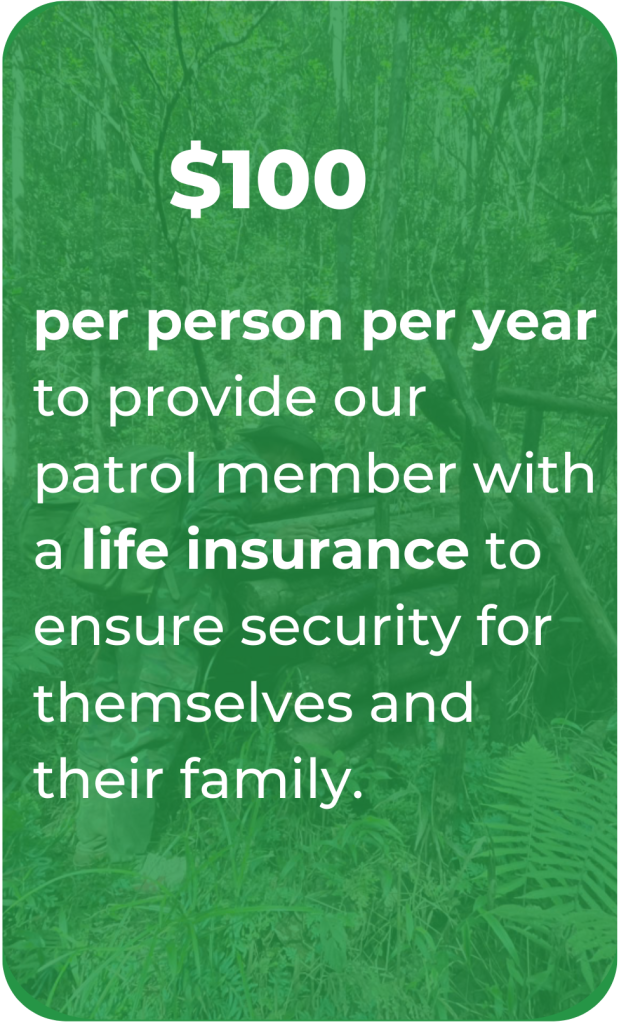 $100
per person per year
to provide our
patrol member with
a life insurance to
ensure security for
themselves and
their family.